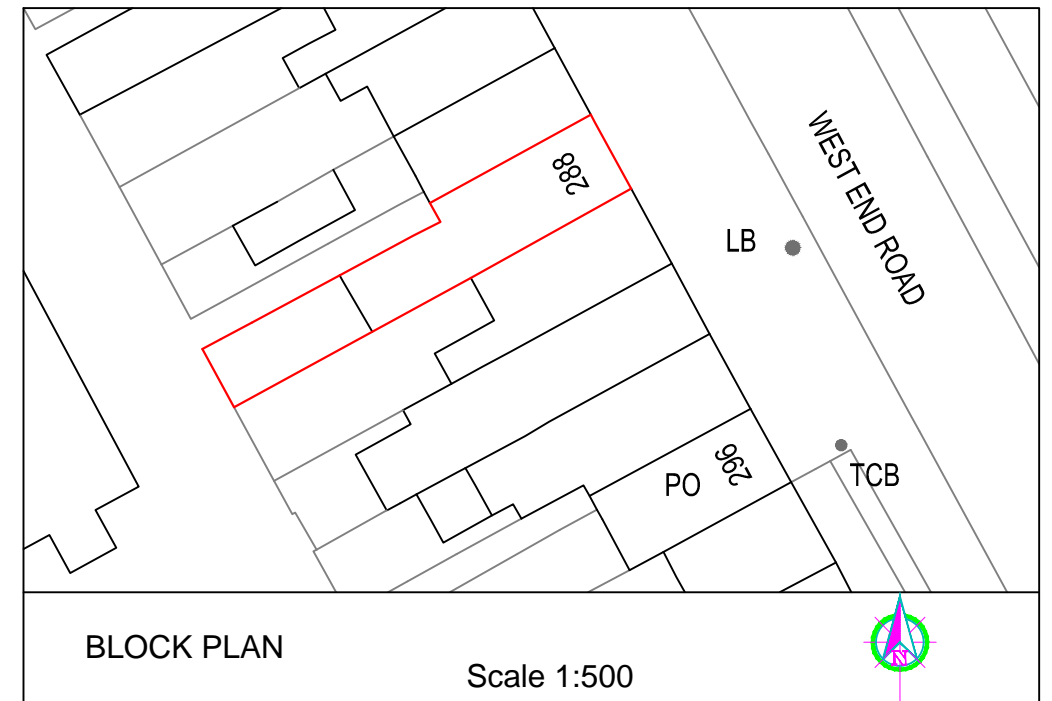 288
WEST END ROAD
LB
296
PO
TCB
BLOCK PLAN
Scale 1:500
N